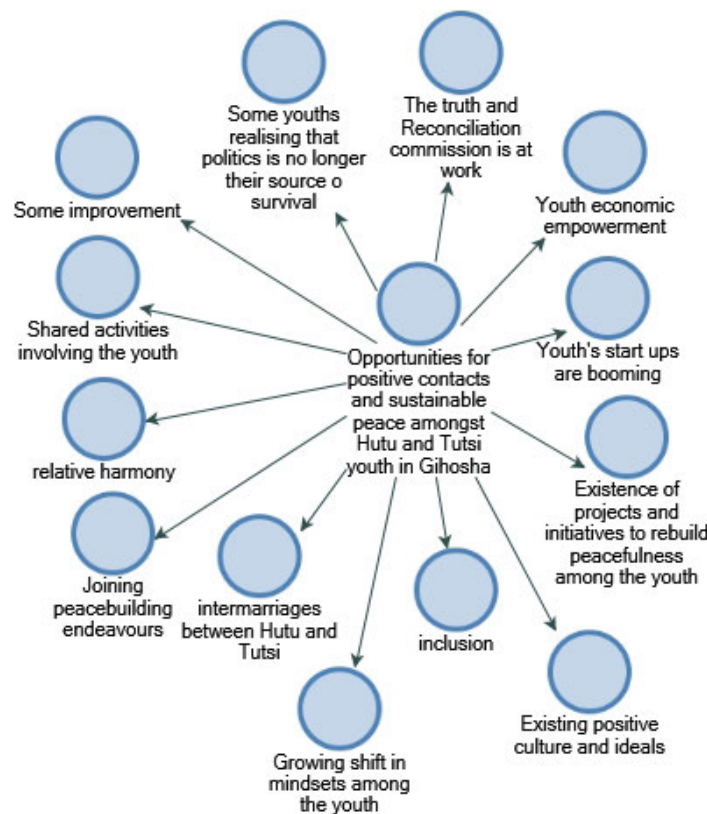 Some youths
realising that
politics is no longer
their source o
survival
The truth and
Reconciliation
commission is at
work
Some improvement
Youth economic
empowerment
Shared activities
involving the youth
Opportunities for
positive contacts
and sustainable
peace amongst
Hutu and Tutsi
youth in Gihosha
Youth's start ups
are booming
relative harmony
Existence of
projects and
initiatives to rebuild
peacefulness
among the youth
Joining
peacebuilding
endeavours
intermarriages
between Hutu and
Tutsi
inclusion
Existing positive
culture and ideals
Growing shift in
mindsets among
the youth